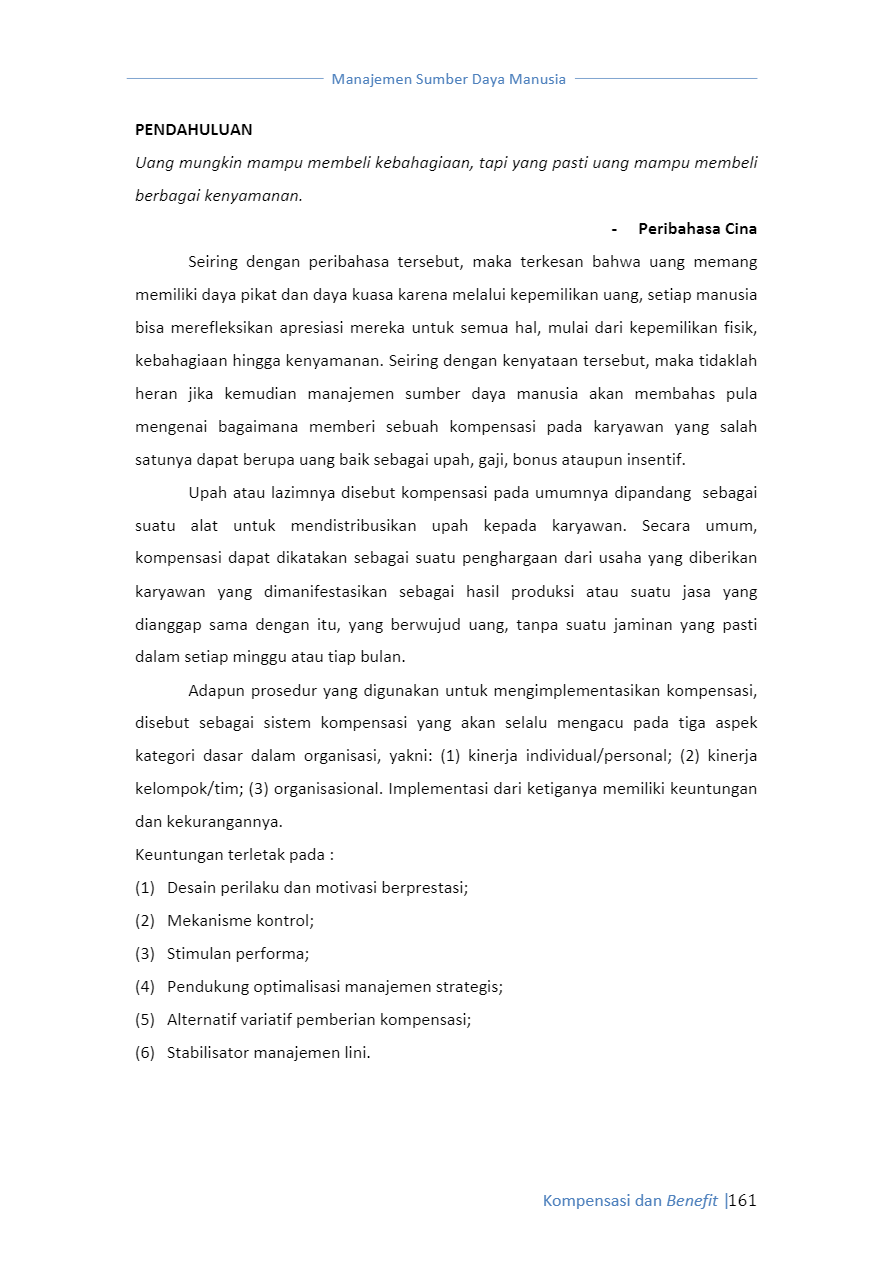 Manajemen Sumber Daya Manusia
PENDAHULUAN
Uang mungkin mampu membeli kebahagiaan, tapi yang pasti uang mampu membeli
berbagai kenyamanan.
- Peribahasa Cina
Seiring dengan peribahasa tersebut, maka terkesan bahwa uang memang
memiliki daya pikat dan daya kuasa karena melalui kepemilikan uang, setiap manusia
bisa merefleksikan apresiasi mereka untuk semua hal, mulai dari kepemilikan fisik,
kebahagiaan hingga kenyamanan. Seiring dengan kenyataan tersebut, maka tidaklah
heran jika kemudian manajemen sumber daya manusia akan membahas pula
mengenai bagaimana memberi sebuah kompensasi pada karyawan yang salah
satunya dapat berupa uang baik sebagai upah, gaji, bonus ataupun insentif.
Upah atau lazimnya disebut kompensasi pada umumnya dipandang sebagai
suatu alat untuk mendistribusikan upah kepada karyawan. Secara umum,
kompensasi dapat dikatakan sebagai suatu penghargaan dari usaha yang diberikan
karyawan yang dimanifestasikan sebagai hasil produksi atau suatu jasa yang
dianggap sama dengan itu, yang berwujud uang, tanpa suatu jaminan yang pasti
dalam setiap minggu atau tiap bulan.
Adapun prosedur yang digunakan untuk mengimplementasikan kompensasi,
disebut sebagai sistem kompensasi yang akan selalu mengacu pada tiga aspek
kategori dasar dalam organisasi, yakni: (1) kinerja individual/personal; (2) kinerja
kelompok/tim; (3) organisasional. Implementasi dari ketiganya memiliki keuntungan
dan kekurangannya.
Keuntungan terletak pada :
(1) Desain perilaku dan motivasi berprestasi;
(2) Mekanisme kontrol;
(3) Stimulan performa;
(4) Pendukung optimalisasi manajemen strategis;
(5) Alternatif variatif pemberian kompensasi;
(6) Stabilisator manajemen lini.
Kompensasi dan Benefit |161